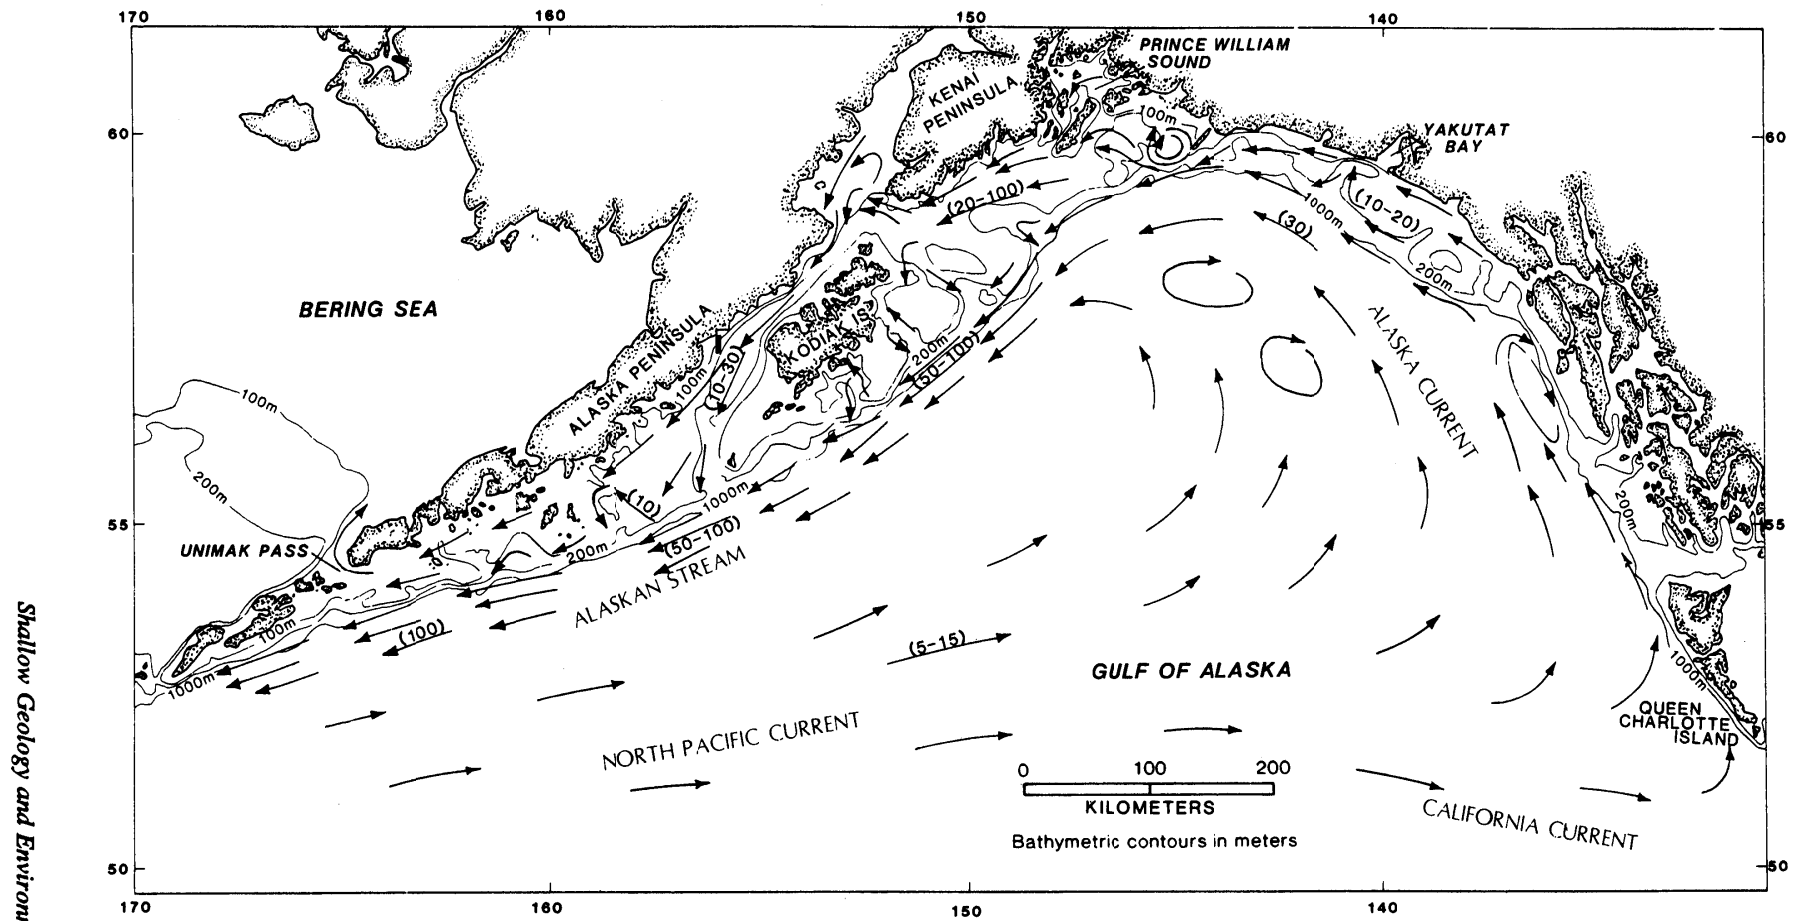 170
160
150
140
PRINCE WILLIAM
SOUND
KENAI
PENINSULA
100m
YAKUTAT
BAY
60
60
(20-100)
1000m
(10-20)
(30)
200m
BERING SEA
ALASKA PENINSULA
KODIAK IS
200m
(50-100)
ALASKA CURRENT
100m
(10-30)
100m
200m
(10)
1000m
200m
55
55
UNIMAK PASS
200m
(50-100)
ALASKAN STREAM
100m
(100)
(5-15)
GULF OF ALASKA
1000m
1000m
QUEEN
CHARLOTTE
ISLAND
NORTH PACIFIC CURRENT
0 100 200
KILOMETERS
CALIFORNIA CURRENT
Bathymetric contours in meters
50
50
170
160
150
140
Shallow Geology and Environ